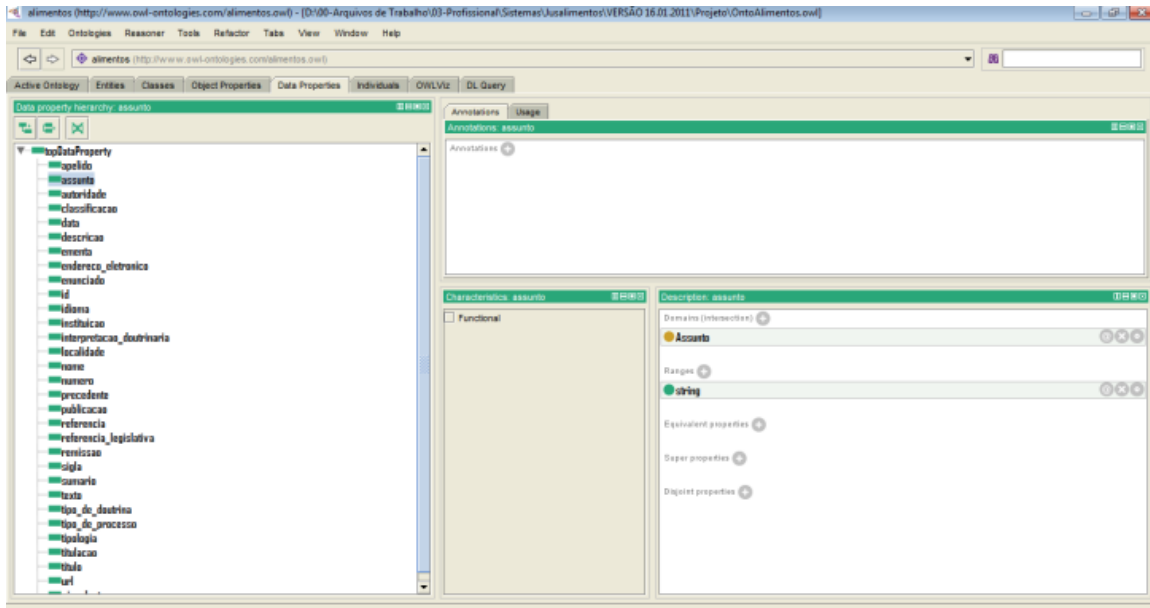 alimentos (http://www.owl-ontologies.com/alimentos.owl) - [D:\00-Arquivos de Trabalho\03-Profissional\Sistemas\Jusalimentos\VERSÃO 16.01.2011\Projeto\OntoAlimentos.owl]
File Edit Ontologies Reasoner Tools Refactor Tabs View Window Help
alimentos (http://www.owl-ontologies.com/alimentos.owl)
Active Ontology Entities Classes Object Properties Data Properties Individuals OWLViz DL Query
Data property hierarchy: assunto
topDataProperty
apelido
assunto
autoridade
classificacao
data
descricao
ementa
endereco_eletronico
enunciado
id
idioma
instituicao
interpretacao_doutrinaria
localidade
nome
numero
precedente
publicacao
referencia
referencia_legislativa
remissao
sigla
sumario
texto
tipo_de_doutrina
tipo_de_processo
tipologia
titulacao
titulo
url
Annotations Usage
Annotations: assunto
Annotations
Characteristics: assunto
Functional
Description: assunto
Domains (intersection)
Assunto
Ranges
string
Equivalent properties
Super properties
Disjoint properties